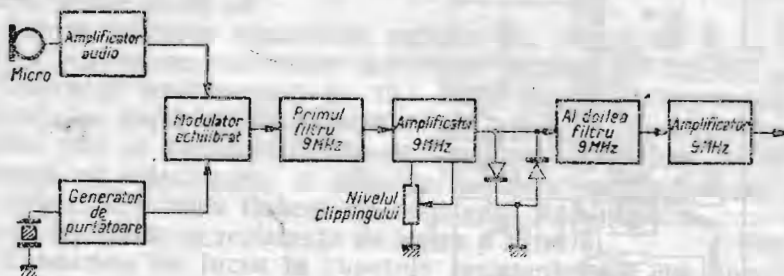 Amplificator
audio
Micro
Modulator
echilibrat
Primul
filtru
9MHz
Amplificator
9MHz
Al doilea
filtru
9MHz
Amplificator
9MHz
Generator
de
purtătoare
Nivelul
clippingului